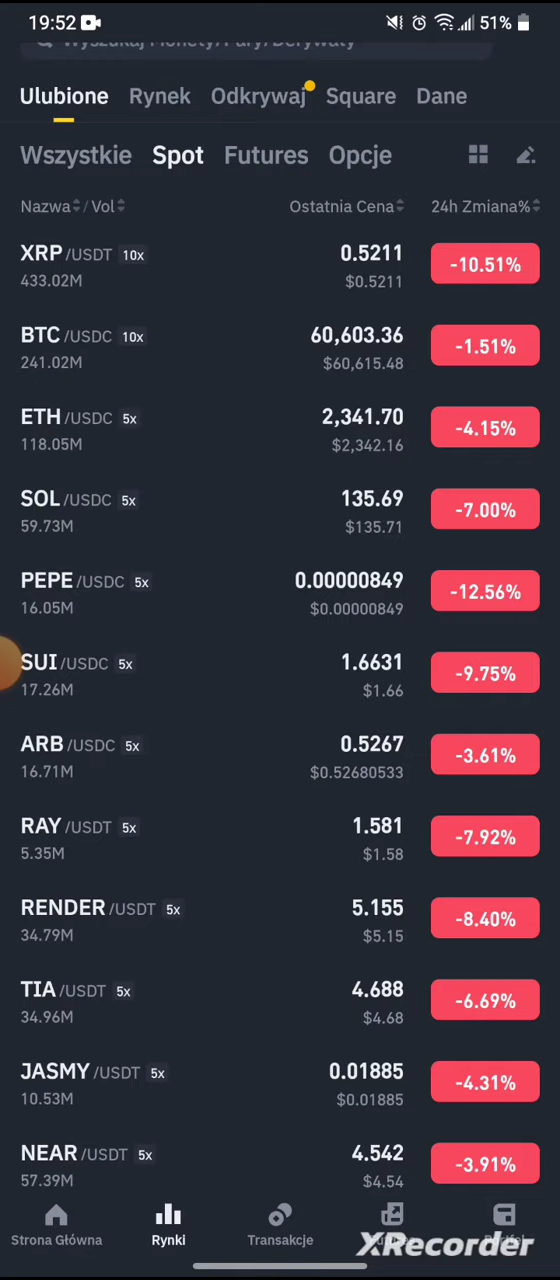 19:52 51%
Wyszukaj Monety/Pary/Derywaty
Ulubione Rynek Odkrywaj Square Dane
Wszystkie Spot Futures Opcje
Nazwa / Vol Ostatnia Cena 24h Zmiana%
XRP /USDT 10x 0.5211 -10.51%
433.02M $0.5211
BTC /USDC 10x 60,603.36 -1.51%
241.02M $60,615.48
ETH /USDC 5x 2,341.70 -4.15%
118.05M $2,342.16
SOL /USDC 5x 135.69 -7.00%
59.73M $135.71
PEPE /USDC 5x 0.00000849 -12.56%
16.05M $0.00000849
SUI /USDC 5x 1.6631 -9.75%
17.26M $1.66
ARB /USDC 5x 0.5267 -3.61%
16.71M $0.52680533
RAY /USDT 5x 1.581 -7.92%
5.35M $1.58
RENDER /USDT 5x 5.155 -8.40%
34.79M $5.15
TIA /USDT 5x 4.688 -6.69%
34.96M $4.68
JASMY /USDT 5x 0.01885 -4.31%
10.53M $0.01885
NEAR /USDT 5x 4.542 -3.91%
57.39M $4.54
Strona Główna Rynki Transakcje
XRecorder